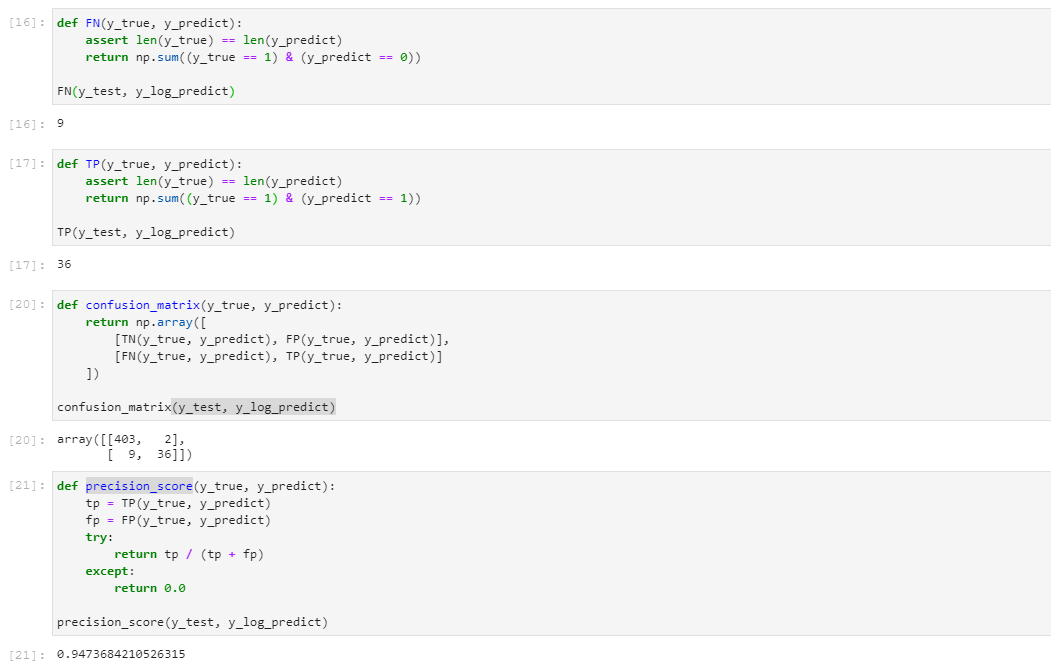 [16]: def FN(y_true, y_predict):
    assert len(y_true) == len(y_predict)
    return np.sum((y_true == 1) & (y_predict == 0))

FN(y_test, y_log_predict)
[16]: 9
[17]: def TP(y_true, y_predict):
    assert len(y_true) == len(y_predict)
    return np.sum((y_true == 1) & (y_predict == 1))

TP(y_test, y_log_predict)
[17]: 36
[20]: def confusion_matrix(y_true, y_predict):
    return np.array([
        [TN(y_true, y_predict), FP(y_true, y_predict)],
        [FN(y_true, y_predict), TP(y_true, y_predict)]
    ])

confusion_matrix(y_test, y_log_predict)
[20]: array([[403,   2],
       [  9,  36]])
[21]: def precision_score(y_true, y_predict):
    tp = TP(y_true, y_predict)
    fp = FP(y_true, y_predict)
    try:
        return tp / (tp + fp)
    except:
        return 0.0

precision_score(y_test, y_log_predict)
[21]: 0.9473684210526315